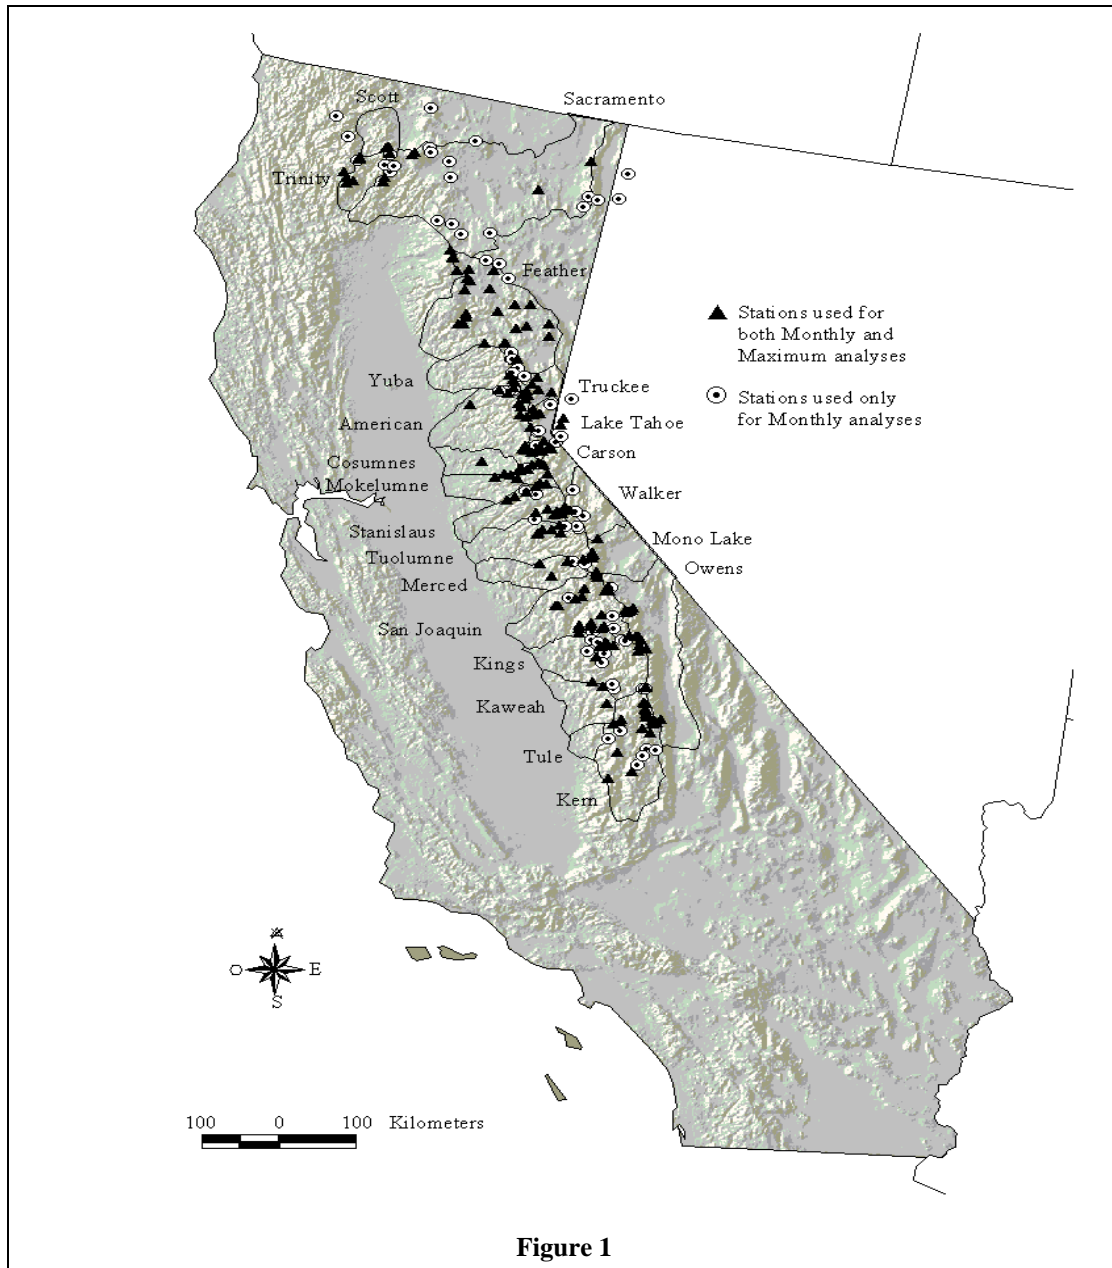 Scott
Sacramento
Trinity
Feather
Stations used for
both Monthly and
Maximum analyses
Yuba
Truckee
Stations used only
for Monthly analyses
American
Lake Tahoe
Carson
Cosumnes
Mokelumne
Walker
Stanislaus
Mono Lake
Tuolumne
Owens
Merced
San Joaquin
Kings
Kaweah
Tule
Kern
O
E
S
100 0 100 Kilometers
Figure 1